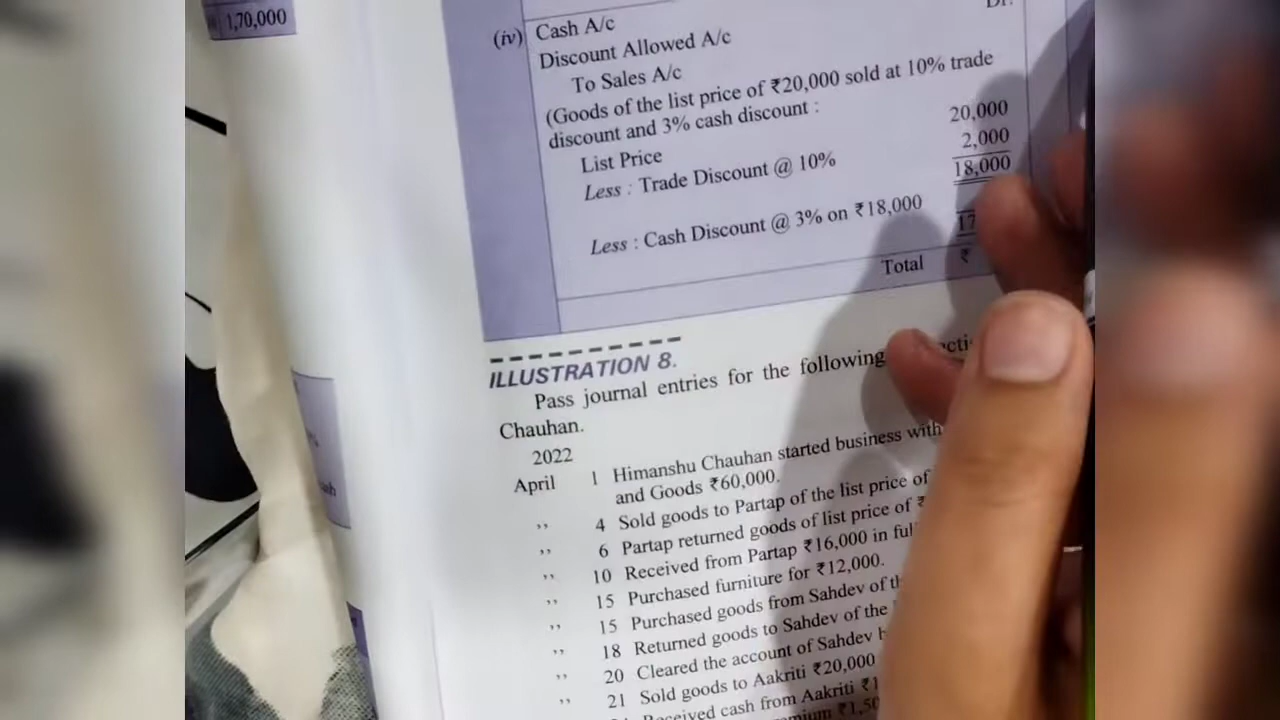 1,70,000
Dr.
(iv) Cash A/c
Discount Allowed A/c
To Sales A/c
(Goods of the list price of ₹20,000 sold at 10% trade
discount and 3% cash discount :
List Price 20,000
Less : Trade Discount @ 10% 2,000
18,000
Less : Cash Discount @ 3% on ₹18,000
17
Total ₹
ILLUSTRATION 8.
Pass journal entries for the following
Chauhan.
2022
April 1 Himanshu Chauhan started business with
and Goods ₹60,000.
,, 4 Sold goods to Partap of the list price of
,, 6 Partap returned goods of list price of ₹
,, 10 Received from Partap ₹16,000 in full
,, 15 Purchased furniture for ₹12,000.
,, 15 Purchased goods from Sahdev of
,, 18 Returned goods to Sahdev of the
,, 20 Cleared the account of Sahdev
,, 21 Sold goods to Aakriti ₹20,000
Received cash from Aakriti ₹1
₹1,50